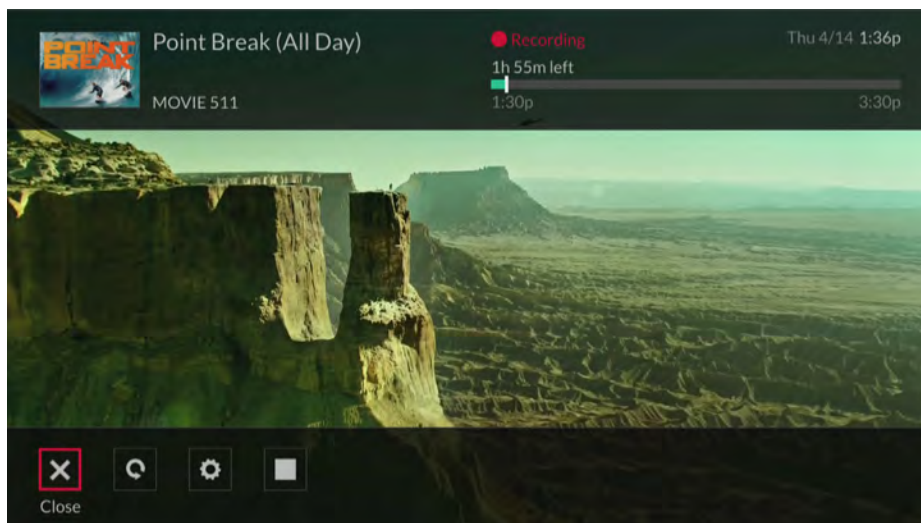 POINT
BREAK
Point Break (All Day)
MOVIE 511
Recording
Thu 4/14 1:36p
1h 55m left
1:30p
3:30p
Close